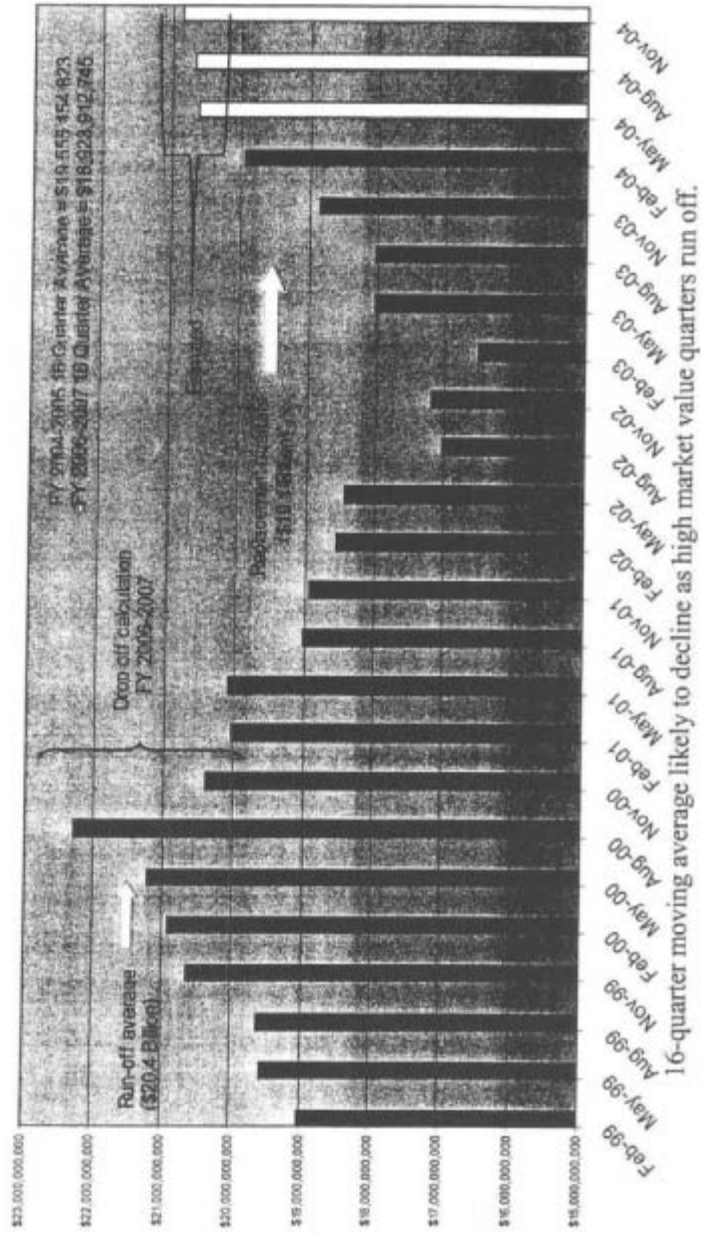 FY 2004-2005 16 Quarter Average = $19,555,154,823
FY 2006-2007 16 Quarter Average = $18,923,912,745
Drop off calculation
FY 2006-2007
Run-off average
($20.4 Billion)
Replacement
Estimated
$23,000,000,000
$22,000,000,000
$21,000,000,000
$20,000,000,000
$19,000,000,000
$18,000,000,000
$17,000,000,000
$16,000,000,000
$15,000,000,000
Feb-99
May-99
Aug-99
Nov-99
Feb-00
May-00
Aug-00
Nov-00
Feb-01
May-01
Aug-01
Nov-01
Feb-02
May-02
Aug-02
Nov-02
Feb-03
May-03
Aug-03
Nov-03
Feb-04
May-04
Aug-04
Nov-04
16-quarter moving average likely to decline as high market value quarters run off.